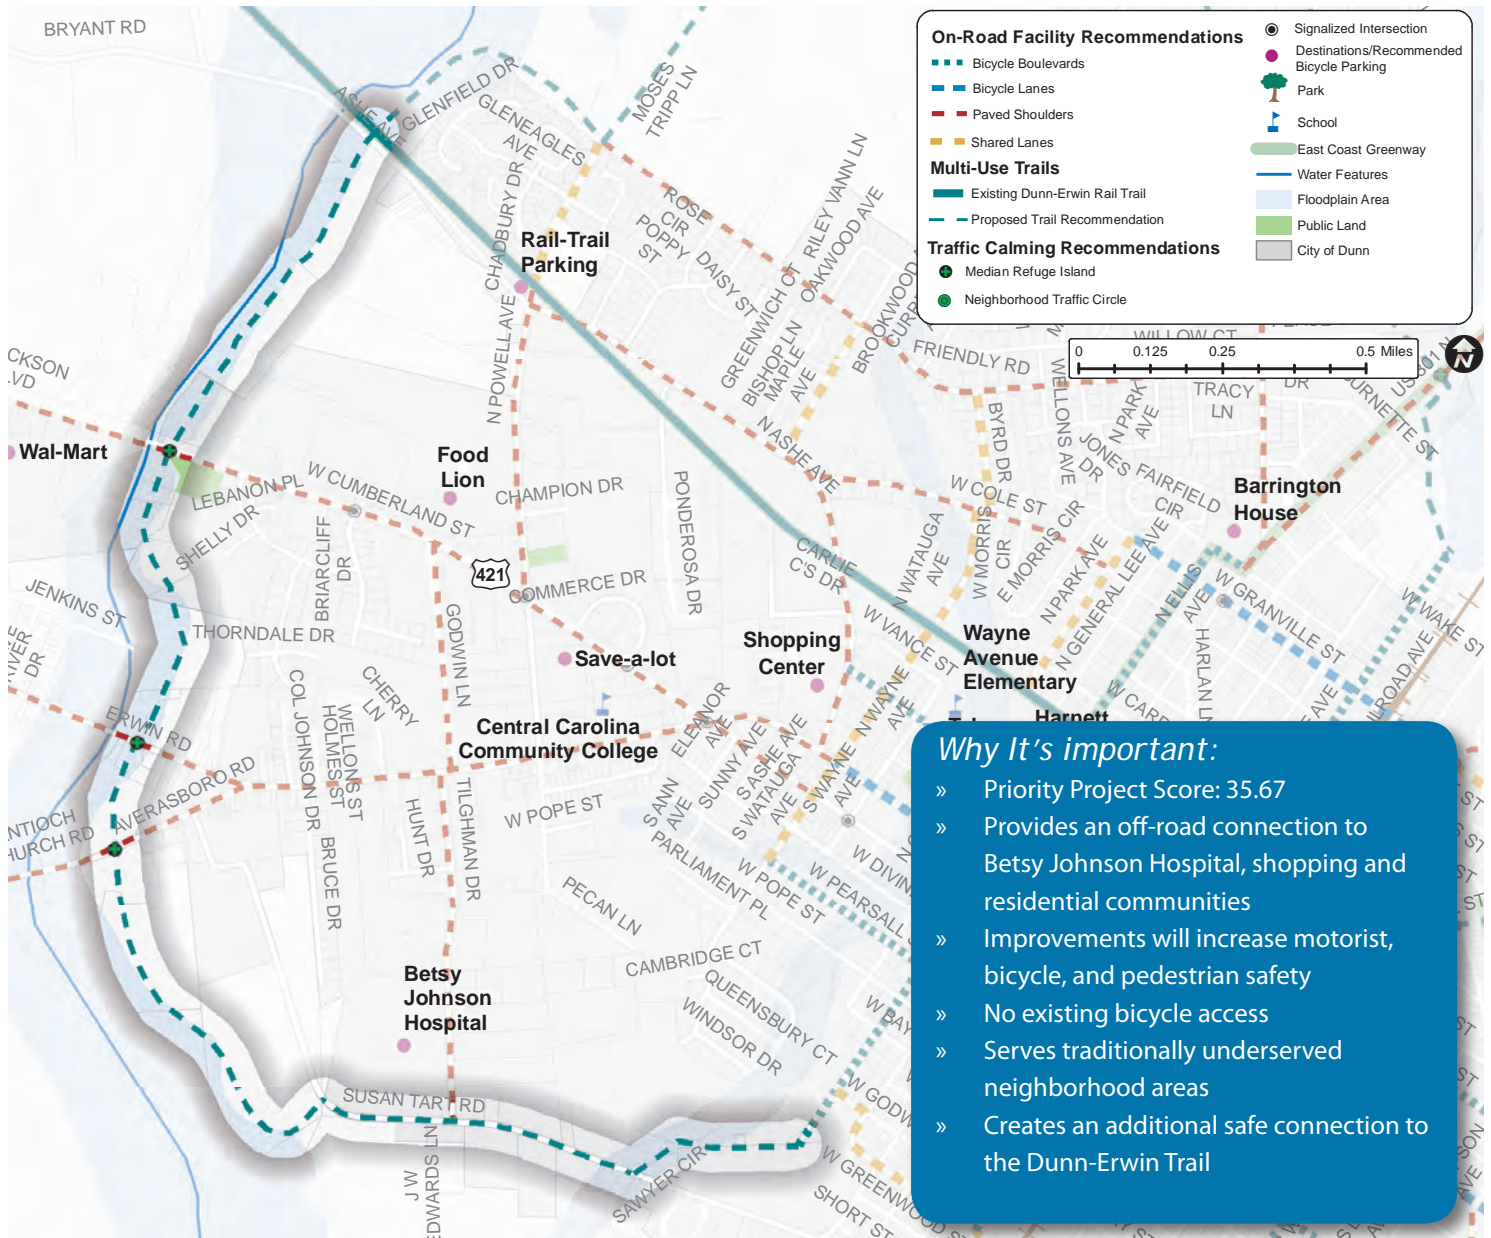 BRYANT RD
ASHE AVE
GLENFIELD DR
GLENEAGLES
AVE
MOSES
TRIPP LN
CHADBURY DR
ROSE
CIR
POPPY
ST
DAISY ST
RILEY VANN LN
OAKWOOD AVE
GREENWICH CT
BISHOP LN
MAPLE
AVE
BROOKWOOD
FRIENDLY RD
WILLOW CT
Rail-Trail
Parking
N POWELL AVE
On-Road Facility Recommendations
Bicycle Boulevards
Bicycle Lanes
Paved Shoulders
Shared Lanes
Multi-Use Trails
Existing Dunn-Erwin Rail Trail
Proposed Trail Recommendation
Traffic Calming Recommendations
Median Refuge Island
Neighborhood Traffic Circle
Signalized Intersection
Destinations/Recommended
Bicycle Parking
Park
School
East Coast Greenway
Water Features
Floodplain Area
Public Land
City of Dunn
0 0.125 0.25 0.5 Miles
N
CKSON
LVD
Wal-Mart
LEBANON PL
SHELLY DR
W CUMBERLAND ST
BRIARCLIFF
DR
Food
Lion
CHAMPION DR
PONDEROSA DR
N ASHE AVE
421
COMMERCE DR
CARLIE
C'S DR
BYRD DR
WELLONS AVE
N PARK
AVE
JONES
DR
TRACY
LN
DR
FAIRFIELD
CIR
W COLE ST
W MORRIS
CIR
E MORRIS CIR
N PARK AVE
N GENERAL LEE AVE
N WATAUGA
AVE
Barrington
House
N ELLIS
AVE
W GRANVILLE ST
HARLAN LN
W WAKE ST
JENKINS ST
THORNDALE DR
GODWIN LN
CHERRY
LN
COL JOHNSON DR
HOLMES ST
WELLONS ST
Save-a-lot
Shopping
Center
W VANCE ST
Wayne
Avenue
Elementary
Harnett
ERWIN RD
AVERASBORO RD
Central Carolina
Community College
ELEANOR
AVE
SUNNY AVE
S ASHE AVE
S WATAUGA
AVE
S WAYNE
AVE
N WAYNE
AVE
S ANN
AVE
HUNT DR
BRUCE DR
TILGHMAN DR
W POPE ST
PARLIAMENT PL
W POPE ST
W PEARSALL
PECAN LN
CAMBRIDGE CT
QUEENSBURY CT
WINDSOR DR
Betsy
Johnson
Hospital
SUSAN TART RD
J W
EDWARDS LN
SAWYER CIR
SHORT ST
W GREENWOOD ST
Why It's important:
» Priority Project Score: 35.67
» Provides an off-road connection to
Betsy Johnson Hospital, shopping and
residential communities
» Improvements will increase motorist,
bicycle, and pedestrian safety
» No existing bicycle access
» Serves traditionally underserved
neighborhood areas
» Creates an additional safe connection to
the Dunn-Erwin Trail